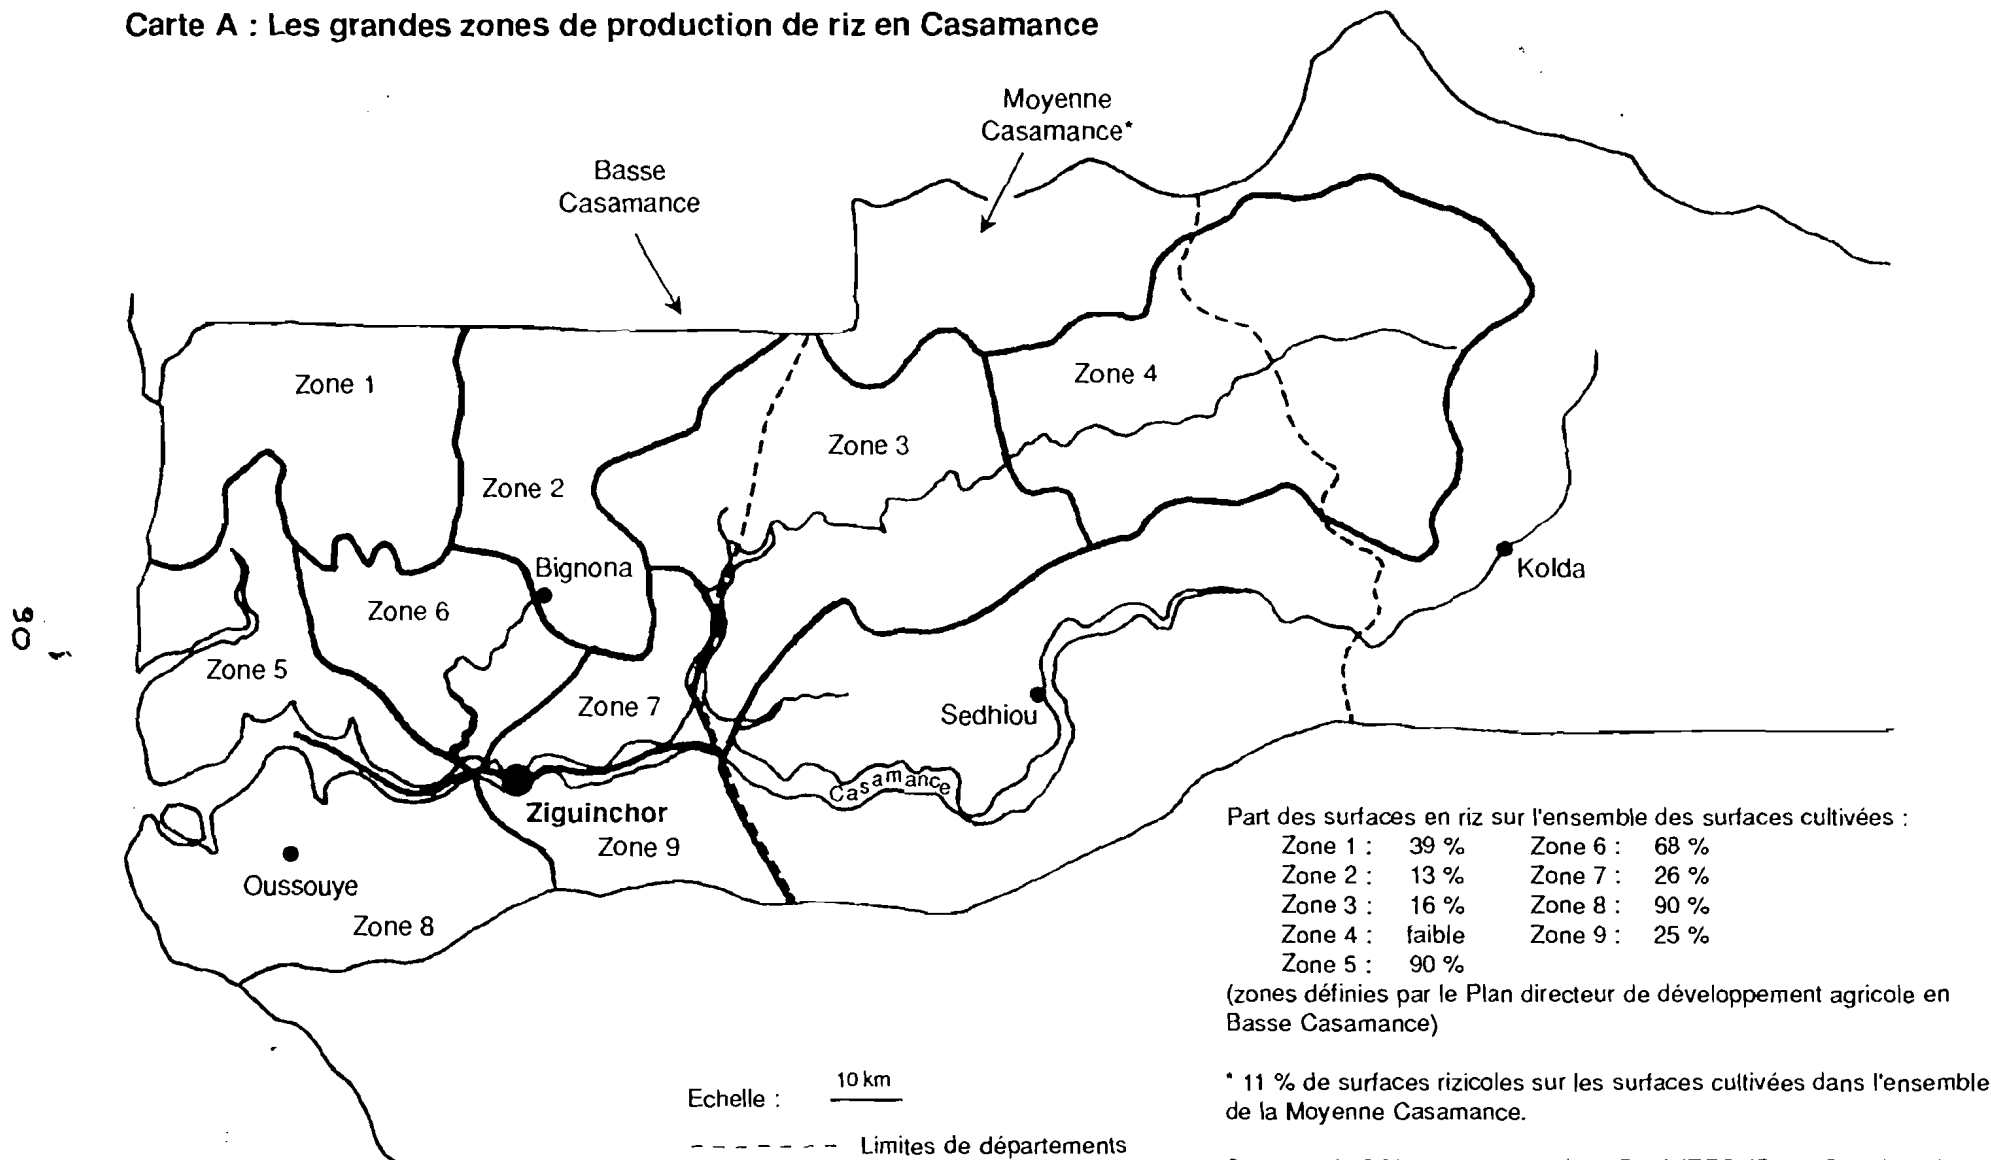 Carte A : Les grandes zones de production de riz en Casamance
Moyenne
Casamance*
Basse
Casamance
Zone 1
Zone 4
Zone 3
Zone 2
Bignona
Kolda
Zone 6
Zone 5
Zone 7
Sedhiou
Casamance
Ziguinchor
Zone 9
Oussouye
Zone 8
90
Part des surfaces en riz sur l'ensemble des surfaces cultivées :
Zone 1 : 39 % Zone 6 : 68 %
Zone 2 : 13 % Zone 7 : 26 %
Zone 3 : 16 % Zone 8 : 90 %
Zone 4 : faible Zone 9 : 25 %
Zone 5 : 90 %
(zones définies par le Plan directeur de développement agricole en
Basse Casamance)
* 11 % de surfaces rizicoles sur les surfaces cultivées dans l'ensemble
de la Moyenne Casamance.
Echelle : 10 km
Limites de départements